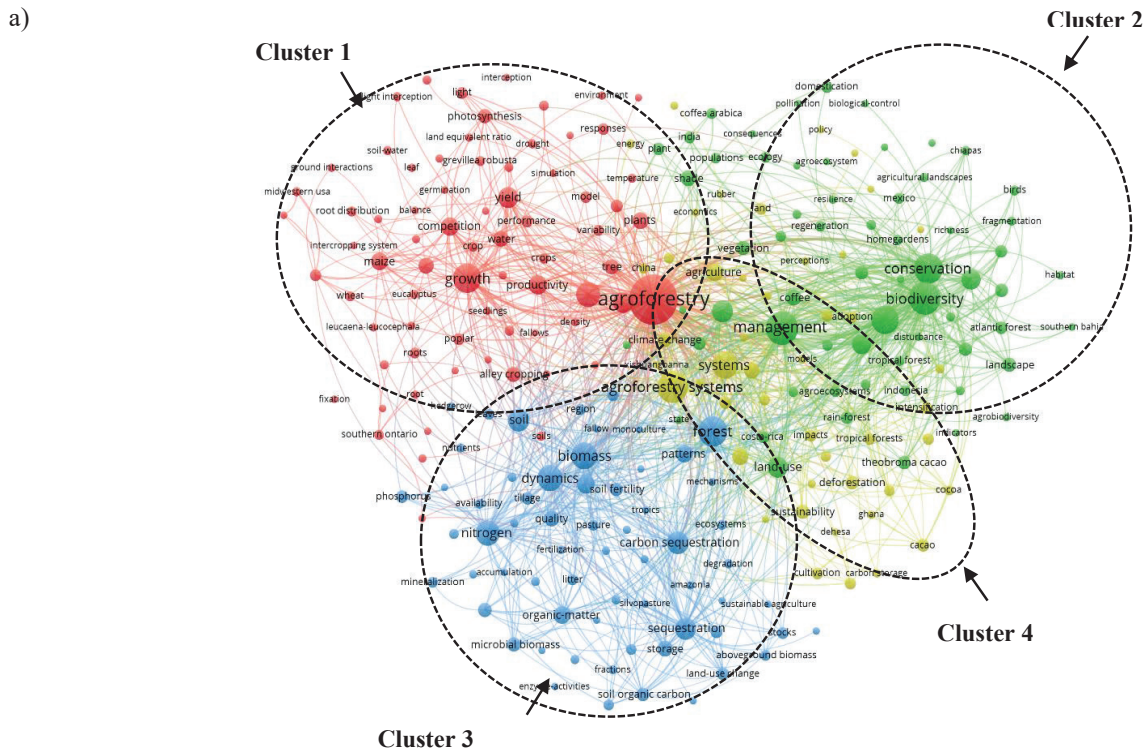 a)
Cluster 2
Cluster 1
interception
light interception
light
environment
domestication
pollination
biological-control
photosynthesis
coffea arabica
land equivalent ratio
drought
responses
energy
plant
india
consequences
policy
chiapas
soil-water
leaf
grevillea robusta
populations
ecology
agroecosystem
ground interactions
simulation
temperature
shade
agricultural landscapes
midwestern usa
germination
yield
model
rubber
resilience
mexico
birds
root distribution
balance
performance
plants
economics
land
regeneration
richness
fragmentation
competition
water
variability
homegardens
intercropping system
crop
vegetation
perceptions
maize
crops
tree
china
agriculture
conservation
habitat
wheat
eucalyptus
growth
productivity
agroforestry
coffee
biodiversity
leucaena-leucocephala
seedlings
density
management
adoption
atlantic forest
southern bahia
poplar
fallows
climate change
disturbance
roots
models
tropical forest
landscape
alley cropping
systems
fixation
root
hedgerow
agroforestry systems
agroecosystems
indonesia
intensification
agrobiodiversity
region
state
rain-forest
southern ontario
soil
soils
fallow
monoculture
forest
costa-rica
impacts
tropical forests
indicators
nutrients
biomass
patterns
land-use
theobroma cacao
dynamics
soil fertility
mechanisms
deforestation
cocoa
phosphorus
availability
tillage
tropics
sustainability
ghana
quality
pasture
ecosystems
dehesa
nitrogen
carbon sequestration
cacao
fertilization
degradation
mineralization
accumulation
litter
amazonia
cultivation
carbon storage
silvopasture
sustainable agriculture
organic-matter
sequestration
stocks
Cluster 4
microbial biomass
storage
aboveground biomass
fractions
land-use change
soil organic carbon
Cluster 3